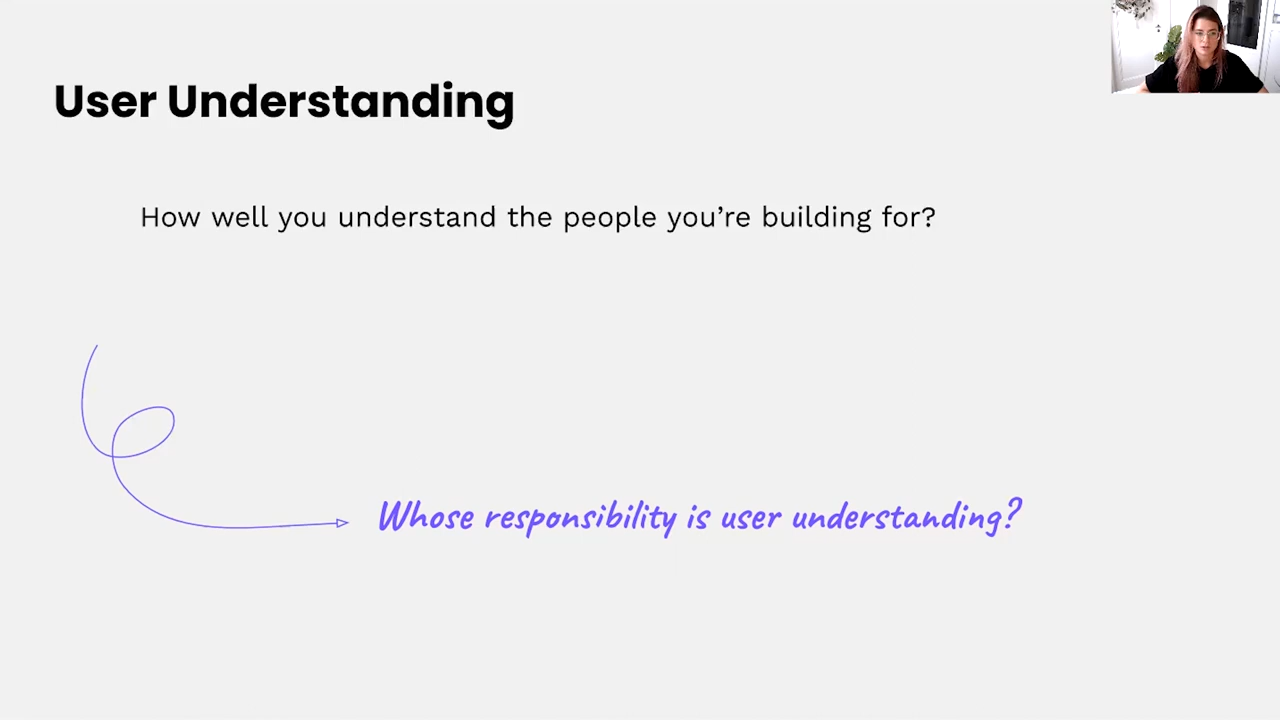 User Understanding
How well you understand the people you’re building for?
Whose responsibility is user understanding?